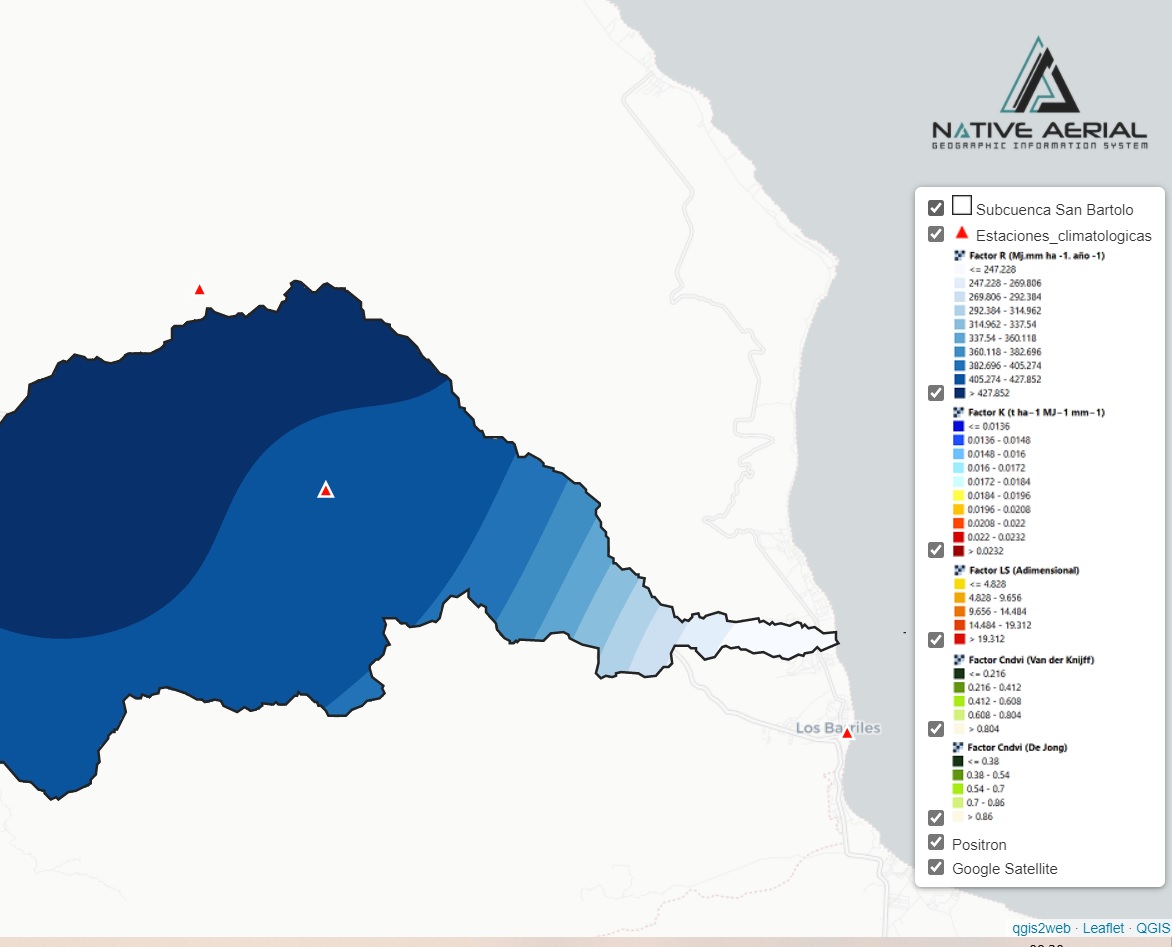 NATIVE AERIAL
GEOGRAPHIC INFORMATION SYSTEM
Subcuenca San Bartolo
Estaciones_climatologicas
Factor R (Mj.mm ha -1. año -1)
<= 247.228
247.228 - 269.806
269.806 - 292.384
292.384 - 314.962
314.962 - 337.54
337.54 - 360.118
360.118 - 382.696
382.696 - 405.274
405.274 - 427.852
> 427.852
Factor K (t ha−1 MJ−1 mm−1)
<= 0.0136
0.0136 - 0.0148
0.0148 - 0.016
0.016 - 0.0172
0.0172 - 0.0184
0.0184 - 0.0196
0.0196 - 0.0208
0.0208 - 0.022
0.022 - 0.0232
> 0.0232
Factor LS (Adimensional)
<= 4.828
4.828 - 9.656
9.656 - 14.484
14.484 - 19.312
> 19.312
Factor Cndvi (Van der Knijff)
<= 0.216
0.216 - 0.412
0.412 - 0.608
0.608 - 0.804
> 0.804
Factor Cndvi (De Jong)
<= 0.38
0.38 - 0.54
0.54 - 0.7
0.7 - 0.86
> 0.86
Positron
Google Satellite
Los Barriles
qgis2web · Leaflet · QGIS